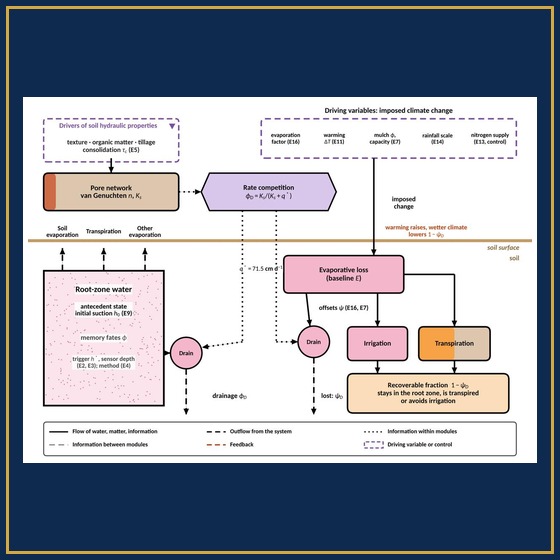 Driving variables: imposed climate change
Drivers of soil hydraulic properties
texture · organic matter · tillage
consolidation τc (E5)
evaporation
factor (E16)
warming
ΔT (E11)
mulch ϕ,
capacity (E7)
rainfall scale
(E14)
nitrogen supply
(E13, control)
Pore network
van Genuchten n, Ks
Rate competition
ϕD = Ks/(Ks + q*)
imposed
change
Soil
evaporation
Transpiration
Other
evaporation
warming raises, wetter climate
lowers 1 − ψD
soil surface
soil
q* = 71.5 cm d−1
Root-zone water
antecedent state
initial suction h0 (E9)
memory fates ϕ
trigger h*, sensor depth
(E2, E3); method (E4)
Evaporative loss
(baseline E)
offsets ψ (E16, E7)
Drain
Drain
Irrigation
Transpiration
Recoverable fraction 1 − ψD
stays in the root zone, is transpired
or avoids irrigation
drainage ϕD
lost: ψD
Flow of water, matter, information
Outflow from the system
Information within modules
Information between modules
Feedback
Driving variable or control